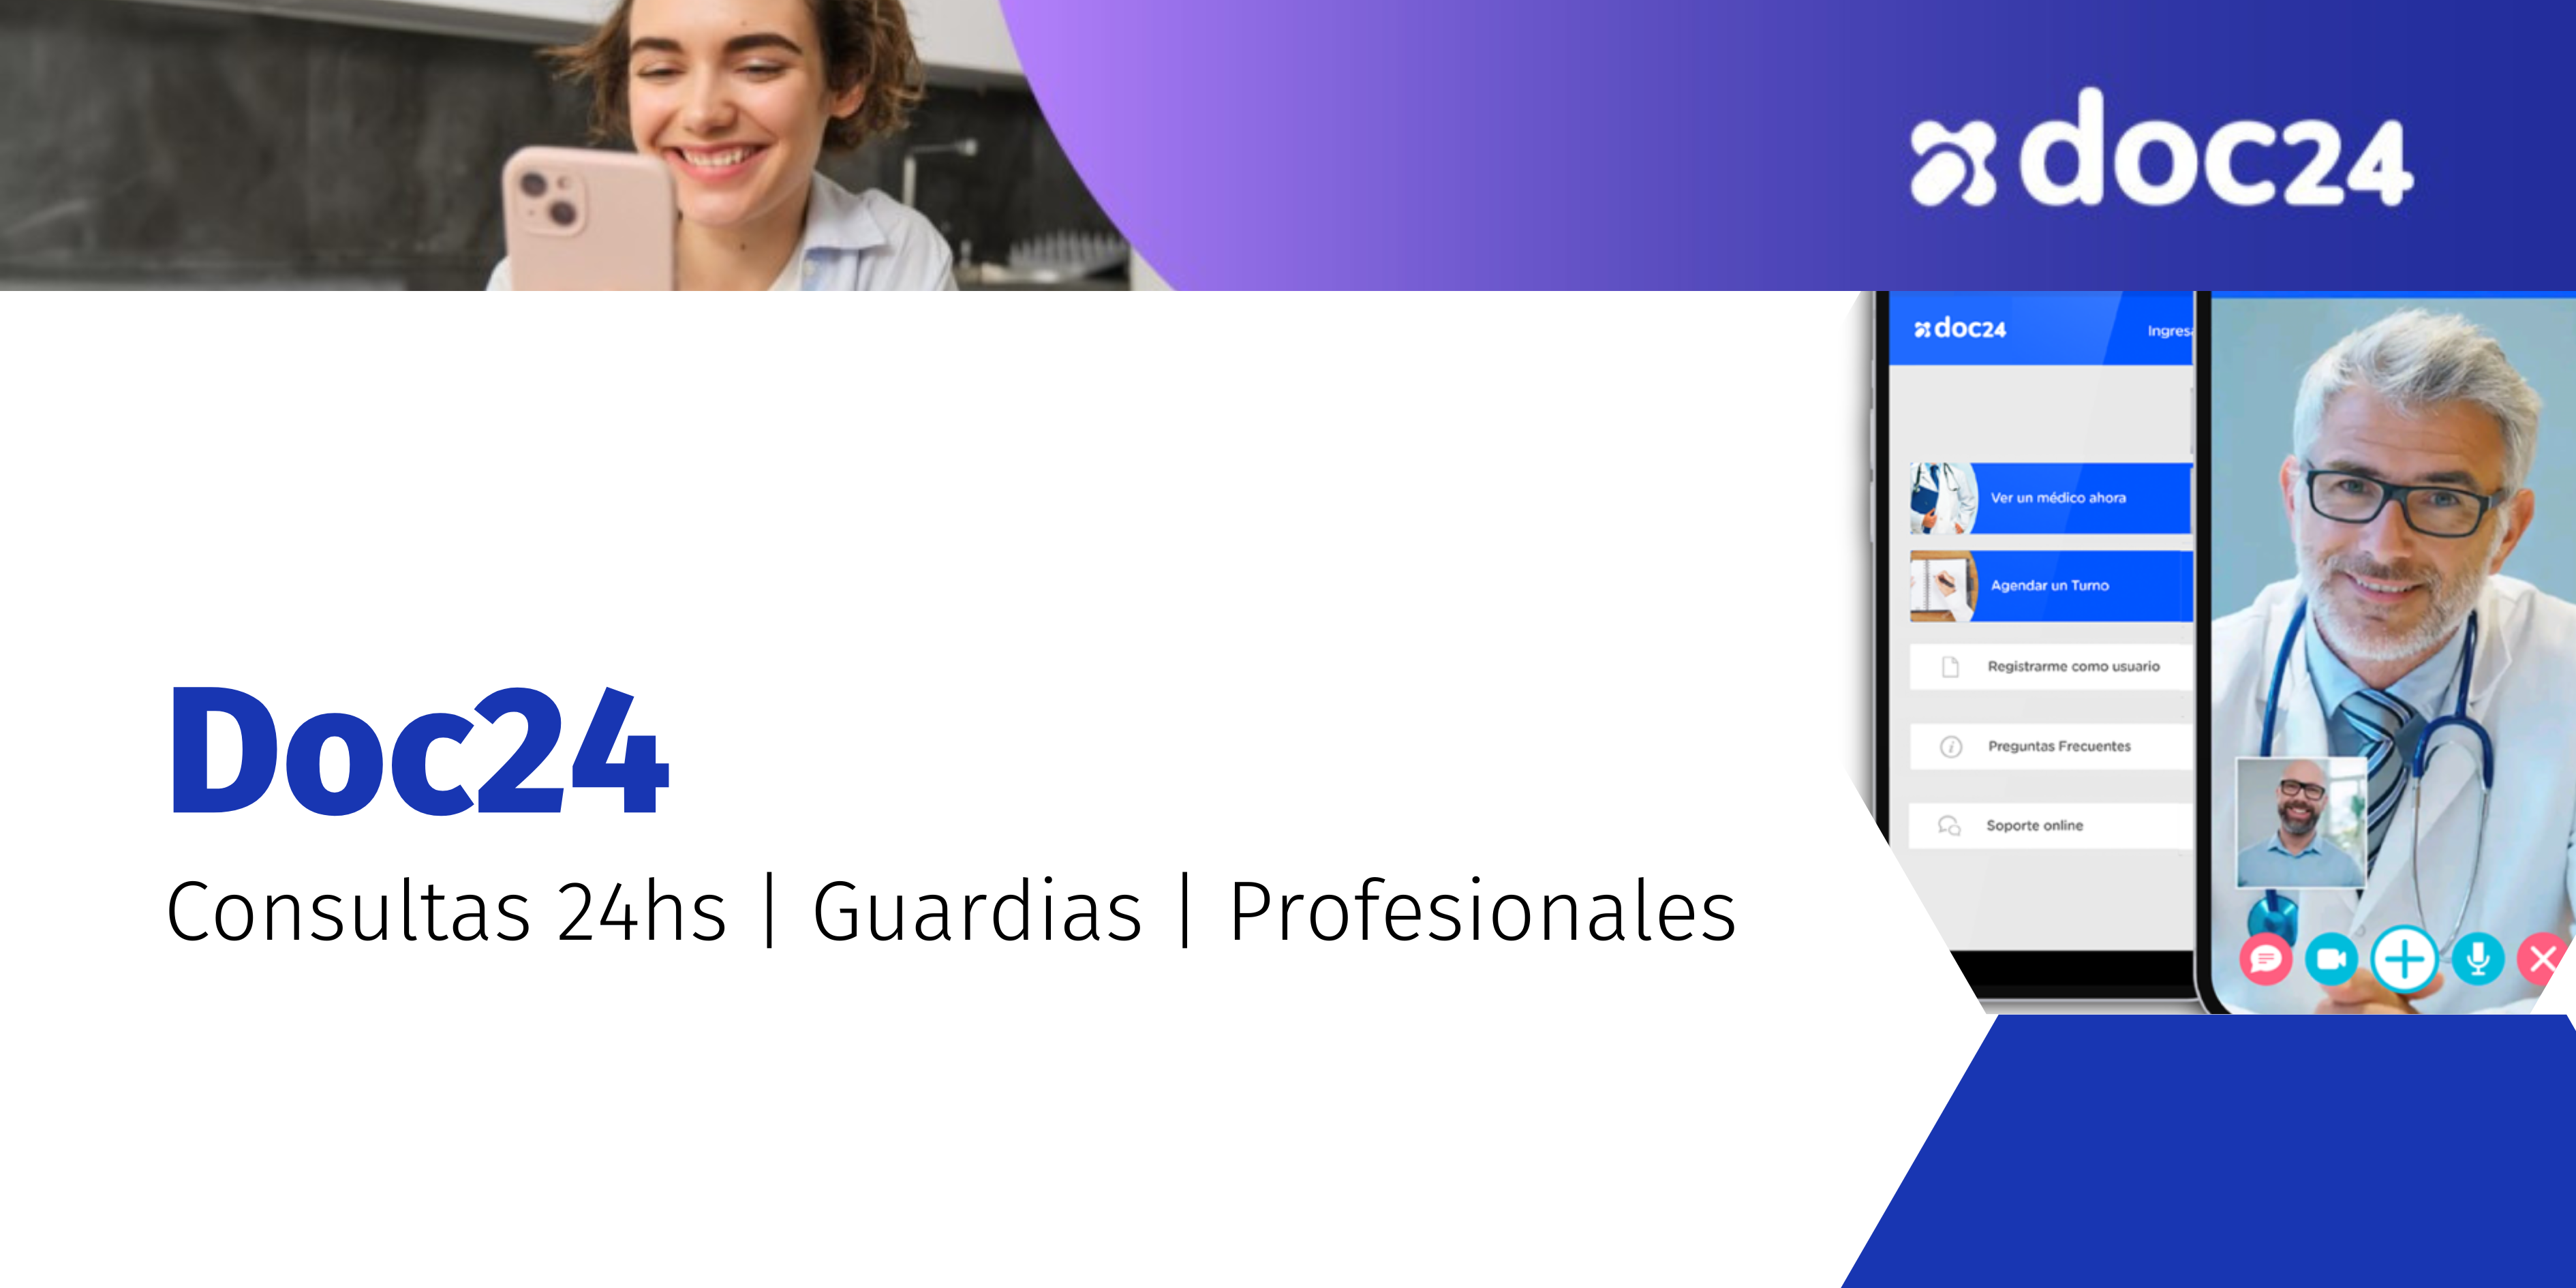 doc24
doc24
Ingresa
Ver un médico ahora
Agendar un Turno
Registrarme como usuario
Preguntas Frecuentes
Soporte online
Doc24
Consultas 24hs | Guardias | Profesionales